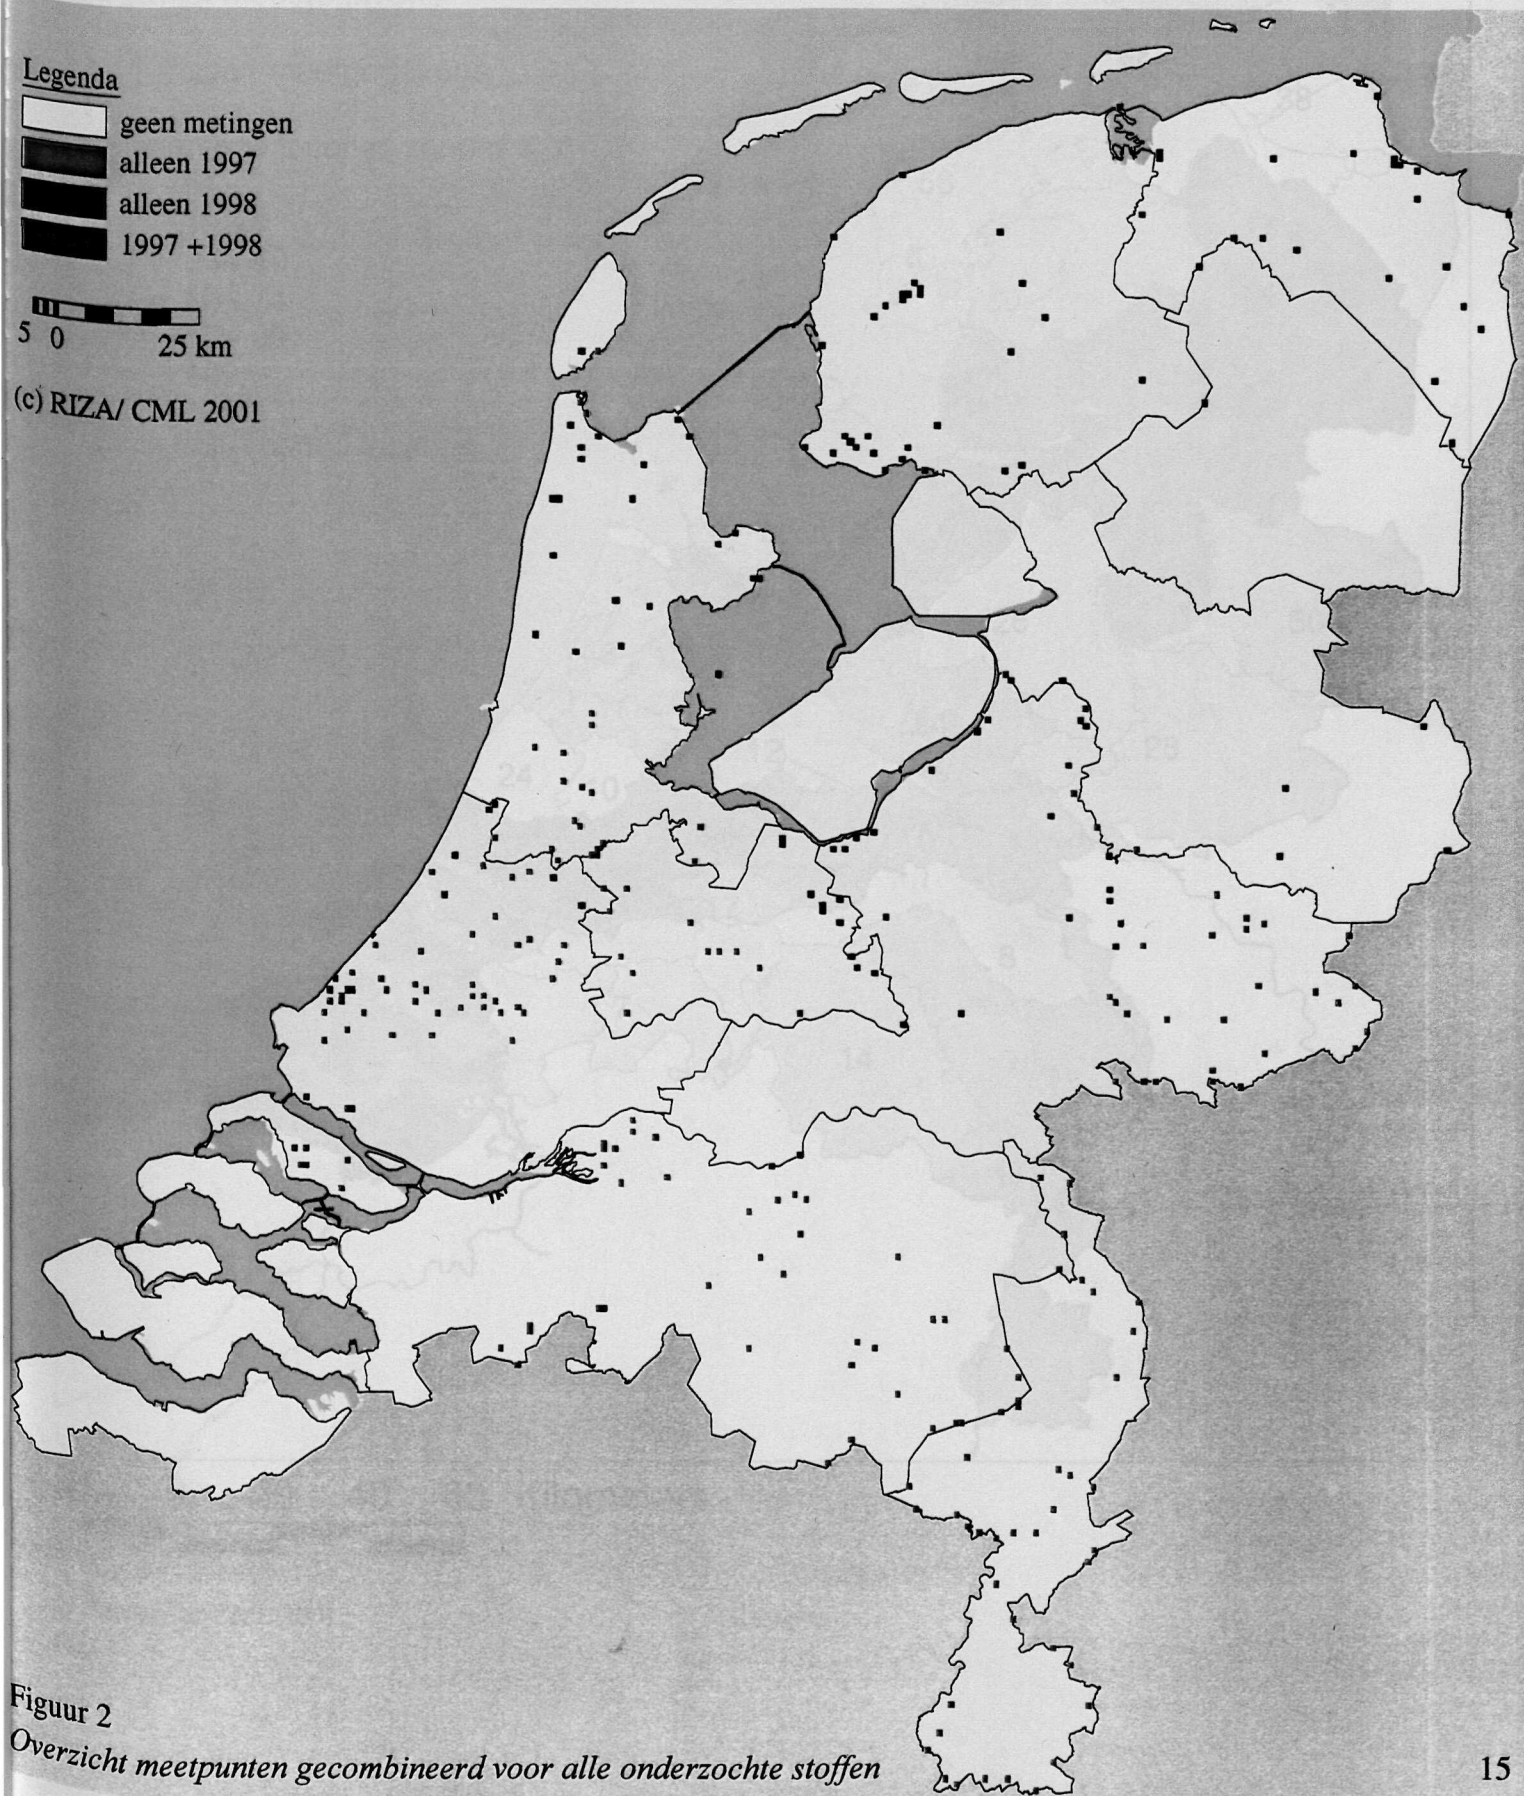 Legenda
geen metingen
alleen 1997
alleen 1998
1997 +1998
5 0 25 km
(c) RIZA/ CML 2001
Figuur 2
Overzicht meetpunten gecombineerd voor alle onderzochte stoffen
15